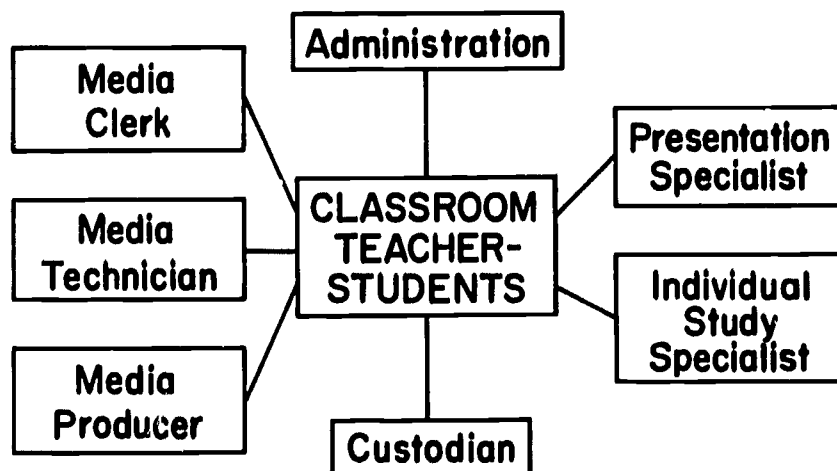 Administration
Media
Clerk
Presentation
Specialist
CLASSROOM
TEACHER-
STUDENTS
Media
Technician
Individual
Study
Specialist
Media
Producer
Custodian